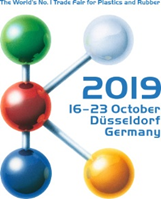 The World's No. 1 Trade Fair for Plastics and Rubber
2019
16–23 October
Düsseldorf
Germany